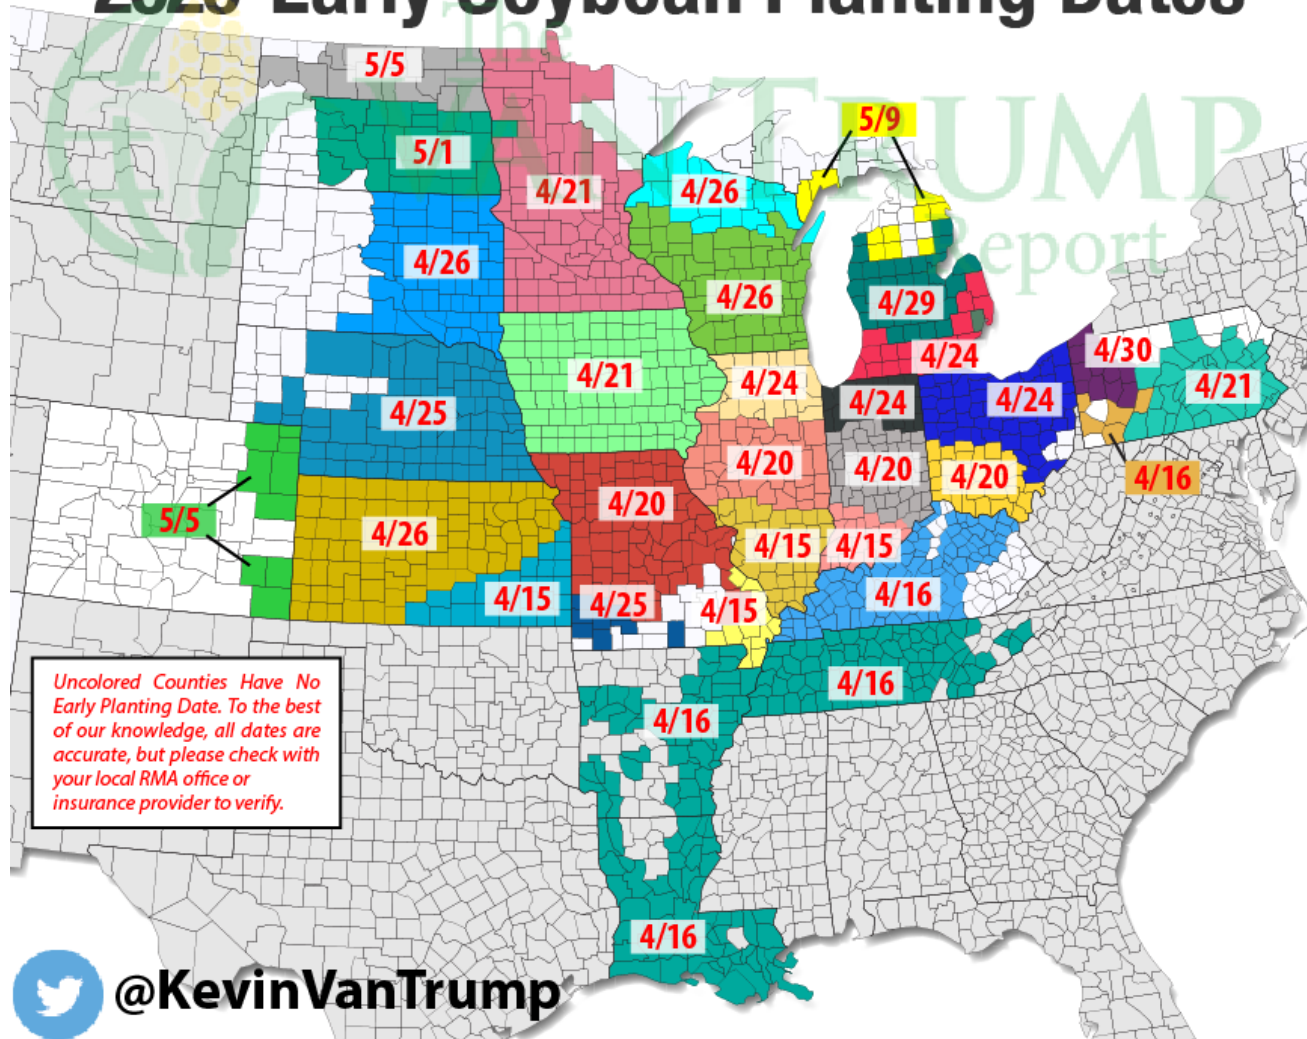 2023 Early Soybean Planting Dates
The
VanTrump
Report
5/5
5/9
5/1
4/21
4/26
4/26
4/26
4/29
4/24
4/30
4/21
4/21
4/24
4/24
4/24
4/25
4/20
4/20
4/20
4/16
5/5
4/26
4/20
4/15
4/15
4/15
4/25
4/15
4/16
4/16
4/16
4/16
Uncolored Counties Have No
Early Planting Date. To the best
of our knowledge, all dates are
accurate, but please check with
your local RMA office or
insurance provider to verify.
@KevinVanTrump